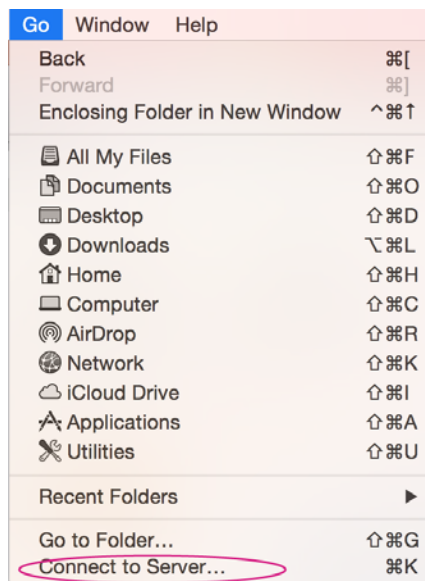 Go Window Help
Back ⌘[
Forward ⌘]
Enclosing Folder in New Window ^⌘↑
All My Files ⇧⌘F
Documents ⇧⌘O
Desktop ⇧⌘D
Downloads ⌥⌘L
Home ⇧⌘H
Computer ⇧⌘C
AirDrop ⇧⌘R
Network ⇧⌘K
iCloud Drive ⇧⌘I
Applications ⇧⌘A
Utilities ⇧⌘U
Recent Folders ▶
Go to Folder... ⇧⌘G
Connect to Server... ⌘K